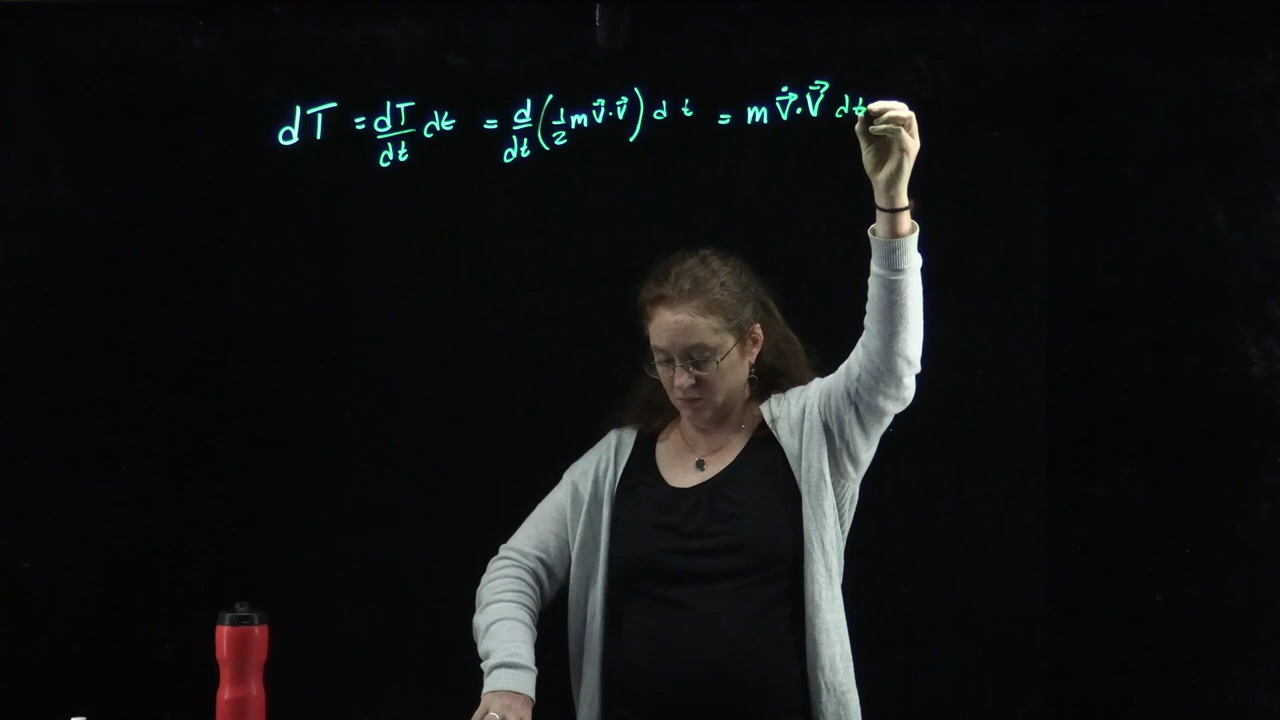 dT = dT/dt dt = d/dt (1/2 m v⃗·v⃗) dt = m v⃗̇·v⃗ dt